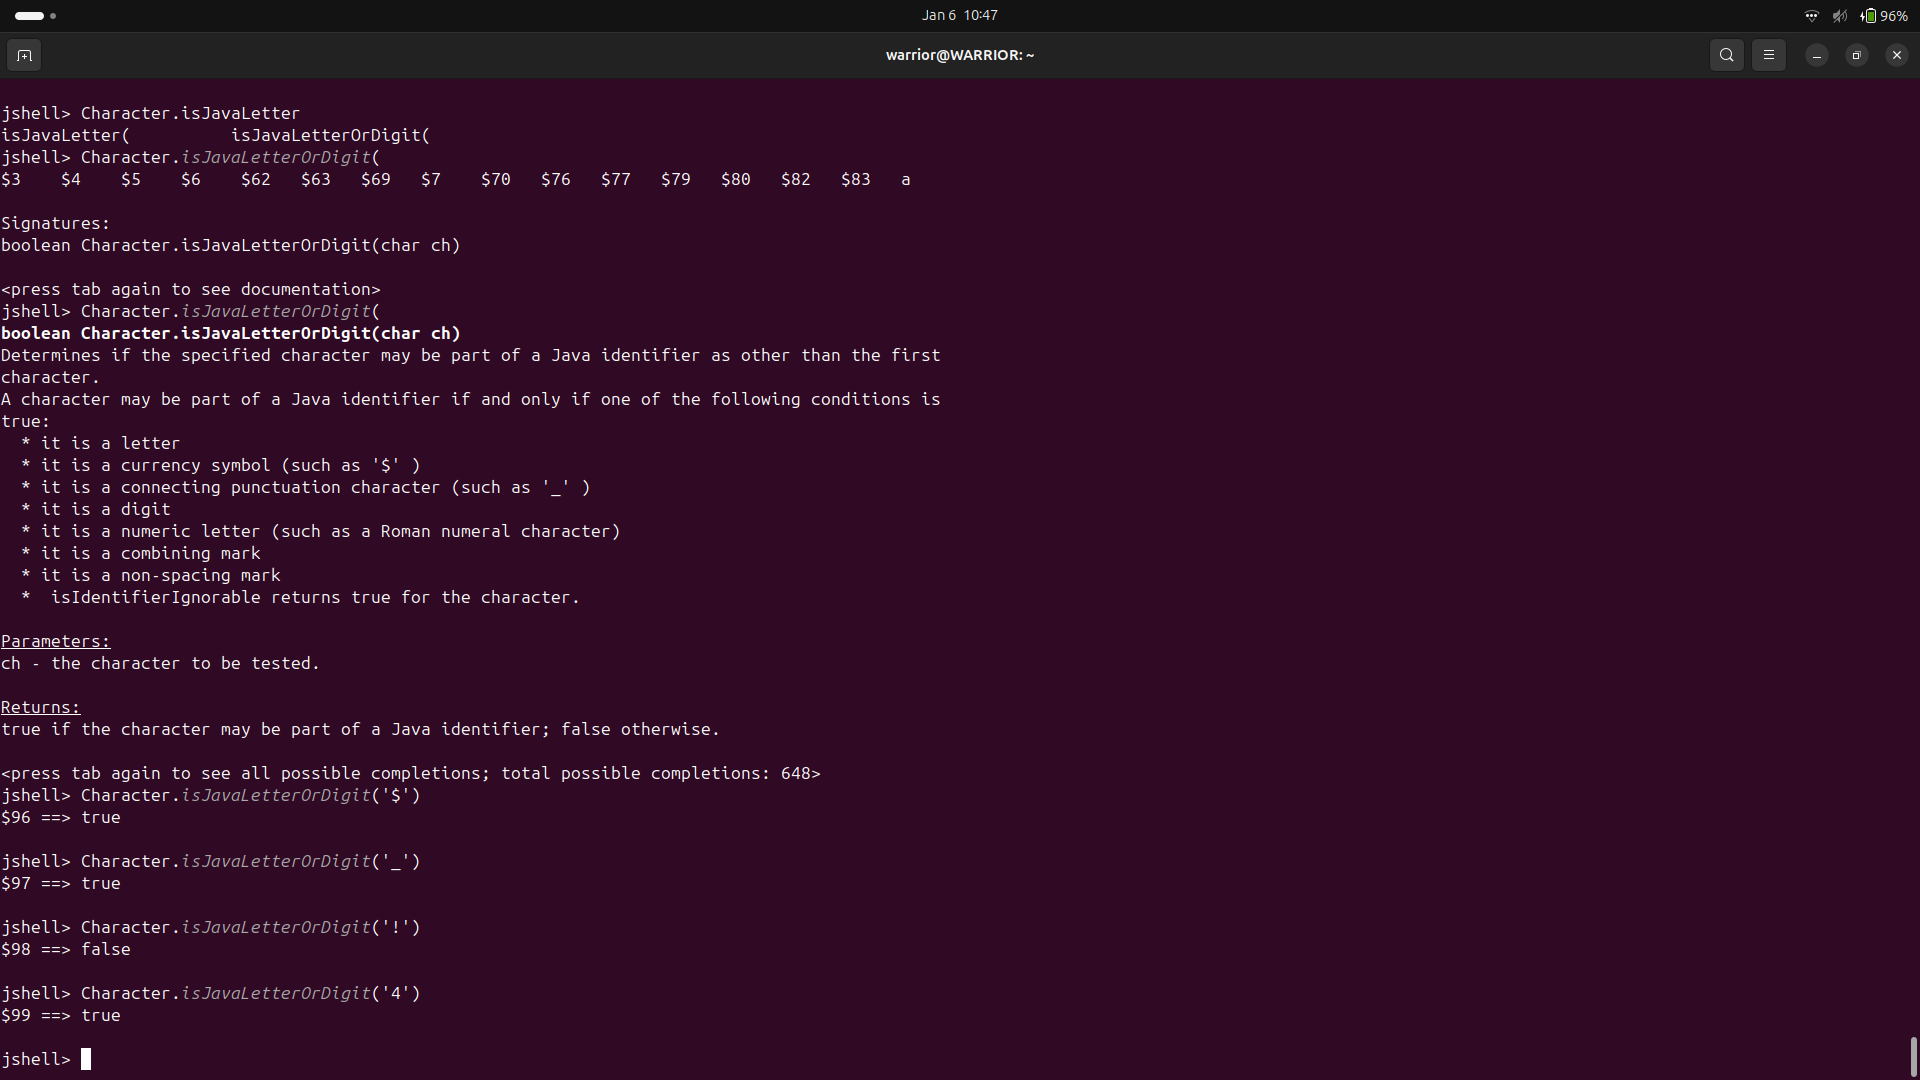 Jan 6  10:47
96%
warrior@WARRIOR: ~
jshell> Character.isJavaLetter
isJavaLetter(          isJavaLetterOrDigit(
jshell> Character.isJavaLetterOrDigit(
$3    $4    $5    $6    $62   $63   $69   $7    $70   $76   $77   $79   $80   $82   $83   a
Signatures:
boolean Character.isJavaLetterOrDigit(char ch)
<press tab again to see documentation>
jshell> Character.isJavaLetterOrDigit(
boolean Character.isJavaLetterOrDigit(char ch)
Determines if the specified character may be part of a Java identifier as other than the first
character.
A character may be part of a Java identifier if and only if one of the following conditions is
true:
  * it is a letter
  * it is a currency symbol (such as '$' )
  * it is a connecting punctuation character (such as '_' )
  * it is a digit
  * it is a numeric letter (such as a Roman numeral character)
  * it is a combining mark
  * it is a non-spacing mark
  *  isIdentifierIgnorable returns true for the character.
Parameters:
ch - the character to be tested.
Returns:
true if the character may be part of a Java identifier; false otherwise.
<press tab again to see all possible completions; total possible completions: 648>
jshell> Character.isJavaLetterOrDigit('$')
$96 ==> true
jshell> Character.isJavaLetterOrDigit('_')
$97 ==> true
jshell> Character.isJavaLetterOrDigit('!')
$98 ==> false
jshell> Character.isJavaLetterOrDigit('4')
$99 ==> true
jshell>